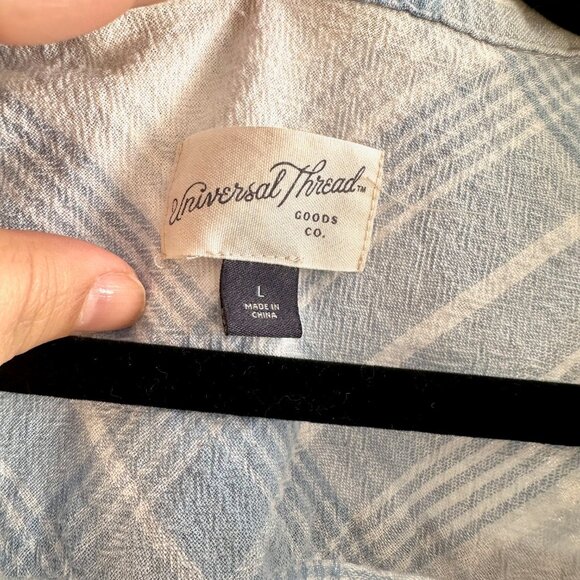 Universal Thread™
GOODS
CO.
L
MADE IN
CHINA